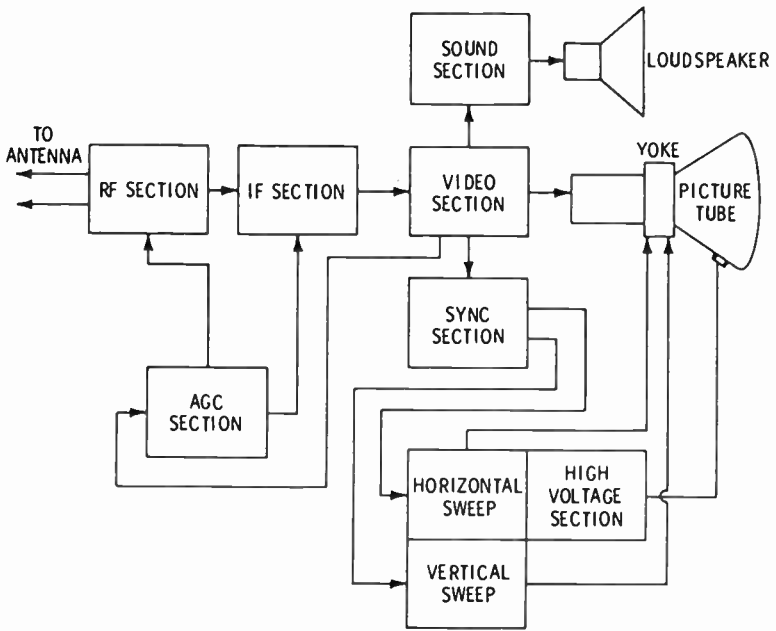 SOUND
SECTION
LOUDSPEAKER
TO
ANTENNA
RF SECTION
IF SECTION
VIDEO
SECTION
YOKE
PICTURE
TUBE
SYNC
SECTION
AGC
SECTION
HORIZONTAL
SWEEP
HIGH
VOLTAGE
SECTION
VERTICAL
SWEEP